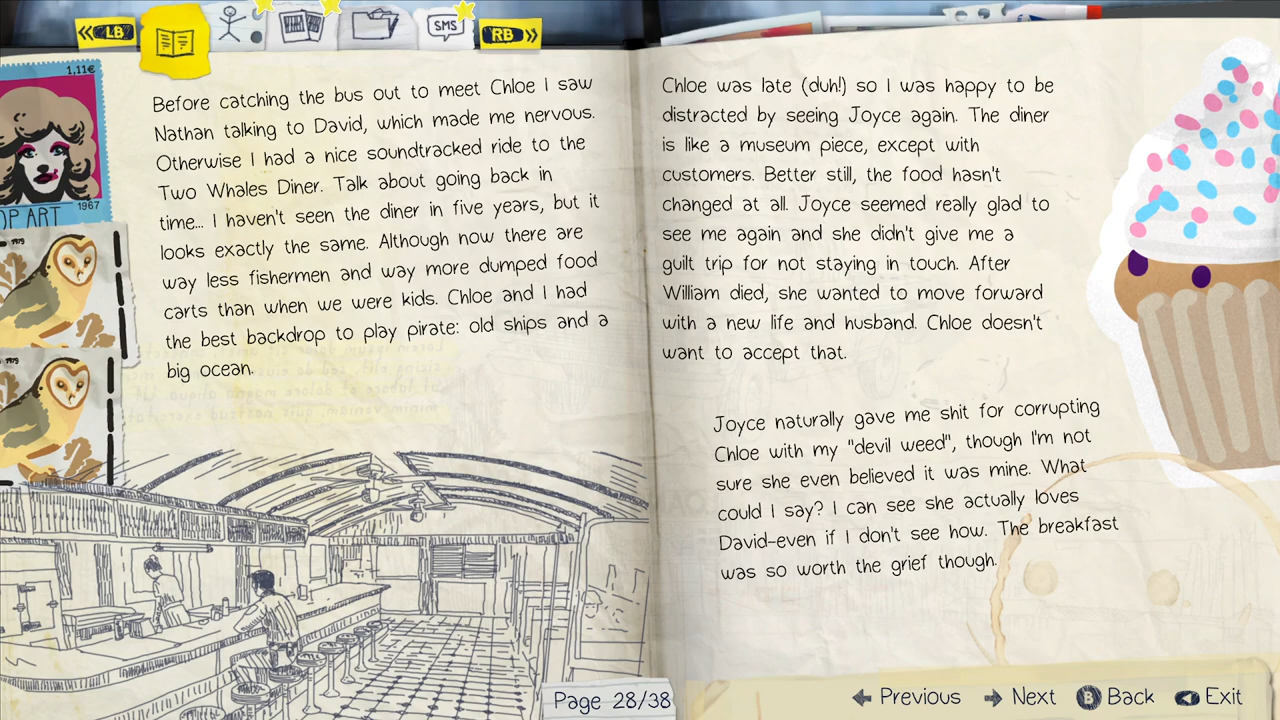 LB
SMS
RB
1,11€
OP ART
1967
1979
1979
Before catching the bus out to meet Chloe I saw
Nathan talking to David, which made me nervous.
Otherwise I had a nice soundtracked ride to the
Two Whales Diner. Talk about going back in
time... I haven't seen the diner in five years, but it
looks exactly the same. Although now there are
way less fishermen and way more dumped food
carts than when we were kids. Chloe and I had
the best backdrop to play pirate: old ships and a
big ocean.
Chloe was late (duh!) so I was happy to be
distracted by seeing Joyce again. The diner
is like a museum piece, except with
customers. Better still, the food hasn't
changed at all. Joyce seemed really glad to
see me again and she didn't give me a
guilt trip for not staying in touch. After
William died, she wanted to move forward
with a new life and husband. Chloe doesn't
want to accept that.
Joyce naturally gave me shit for corrupting
Chloe with my "devil weed", though I'm not
sure she even believed it was mine. What
could I say? I can see she actually loves
David-even if I don't see how. The breakfast
was so worth the grief though.
Page 28/38
Previous
Next
B Back
Exit